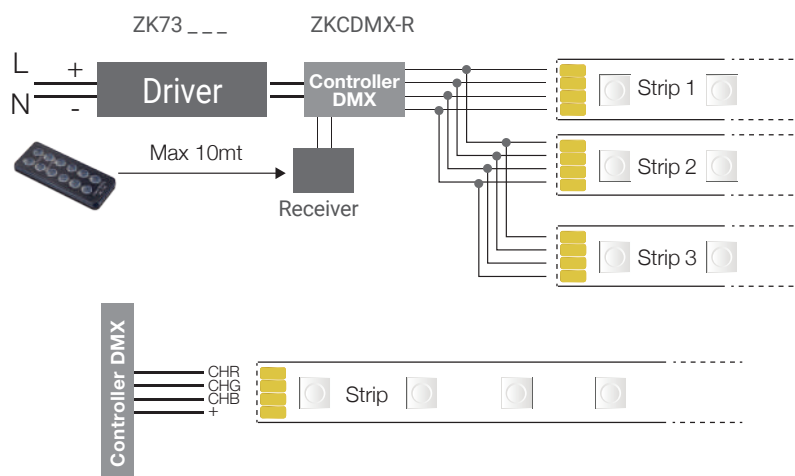 ZK73 _ _ _
ZKCDMX-R
L
+
N
-
Driver
Controller
DMX
Strip 1
Max 10mt
Receiver
Strip 2
Strip 3
Controller DMX
CHR
CHG
CHB
+
Strip